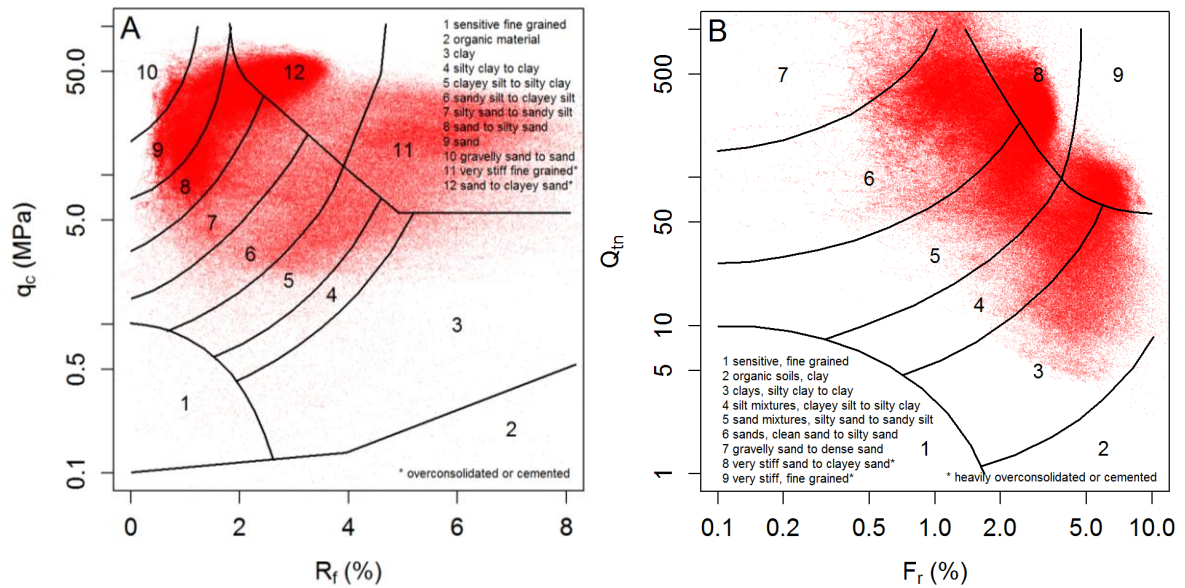 A
1 sensitive fine grained
2 organic material
3 clay
4 silty clay to clay
5 clayey silt to silty clay
6 sandy silt to clayey silt
7 silty sand to sandy silt
8 sand to silty sand
9 sand
10 gravelly sand to sand
11 very stiff fine grained*
12 sand to clayey sand*
10
12
9
11
8
7
6
5
4
3
1
2
* overconsolidated or cemented
50.0
5.0
0.5
0.1
qc (MPa)
0 2 4 6 8
Rf (%)
B
7
8
9
6
5
4
3
1
2
1 sensitive, fine grained
2 organic soils, clay
3 clays, silty clay to clay
4 silt mixtures, clayey silt to silty clay
5 sand mixtures, silty sand to sandy silt
6 sands, clean sand to silty sand
7 gravelly sand to dense sand
8 very stiff sand to clayey sand*
9 very stiff, fine grained*
* heavily overconsolidated or cemented
500
50
10
5
1
Qtn
0.1 0.2 0.5 1.0 2.0 5.0 10.0
Fr (%)